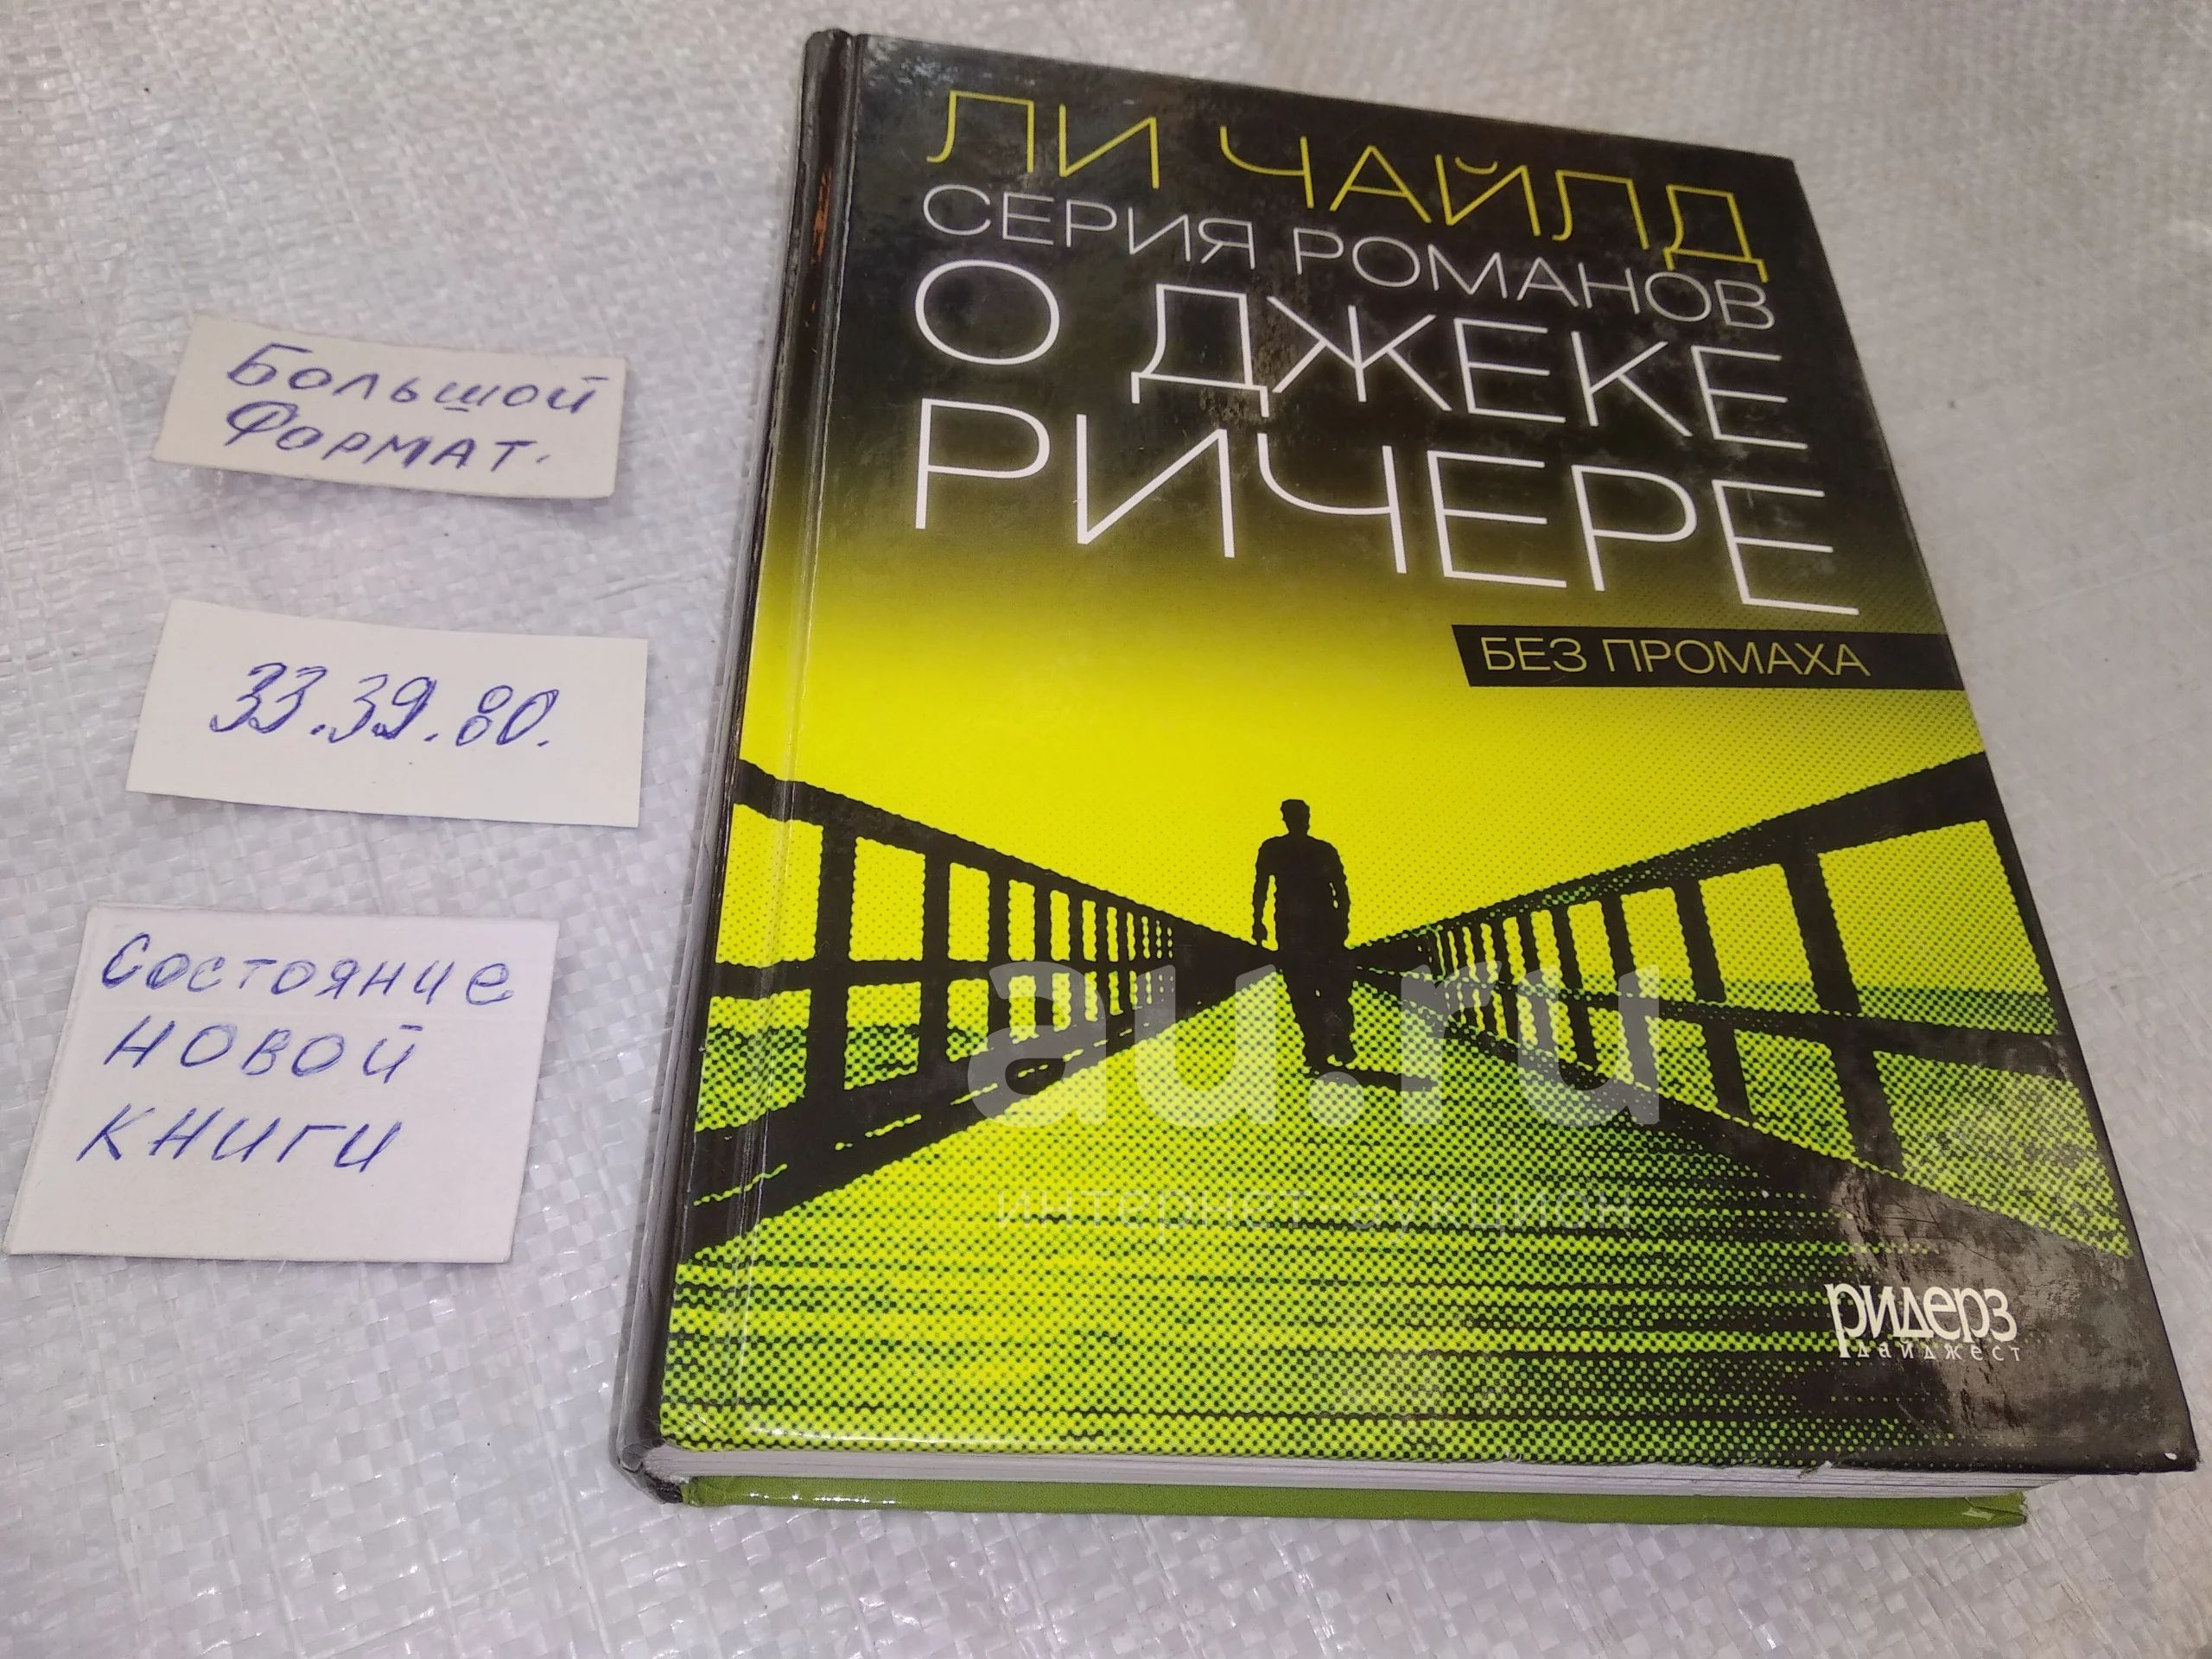 Большой
Формат.
33.39.80.
Состояние
новой
книги
ЛИ ЧАЙЛД
СЕРИЯ РОМАНОВ
О ДЖЕКЕ
РИЧЕРЕ
БЕЗ ПРОМАХА
au.ru
интернет-аукцион
ридерз
дайджест